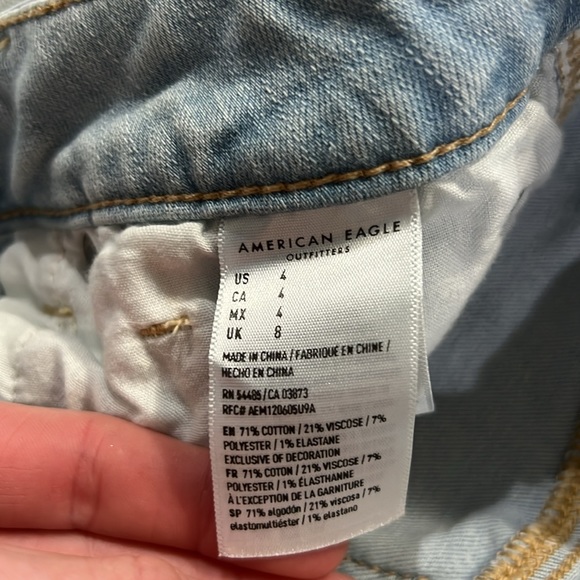 AMERICAN EAGLE
OUTFITTERS
US 4
CA 4
MX 4
UK 8
MADE IN CHINA / FABRIQUÉ EN CHINE /
HECHO EN CHINA
RN 54485 / CA 03873
RFC# AEM120605U9A
EN 71% COTTON / 21% VISCOSE / 7%
POLYESTER / 1% ELASTANE
EXCLUSIVE OF DECORATION
FR 71% COTON / 21% VISCOSE / 7%
POLYESTER / 1% ÉLASTHANNE
À L'EXCEPTION DE LA GARNITURE
SP 71% algodón / 21% viscosa / 7%
elastomultiéster / 1% elastano